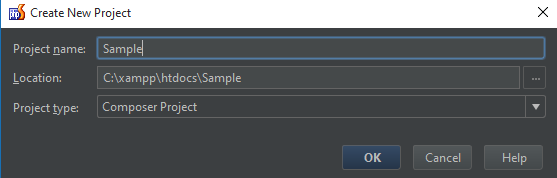 Create New Project
Project name: Sample
Location: C:\xampp\htdocs\Sample ...
Project type: Composer Project
OK Cancel Help